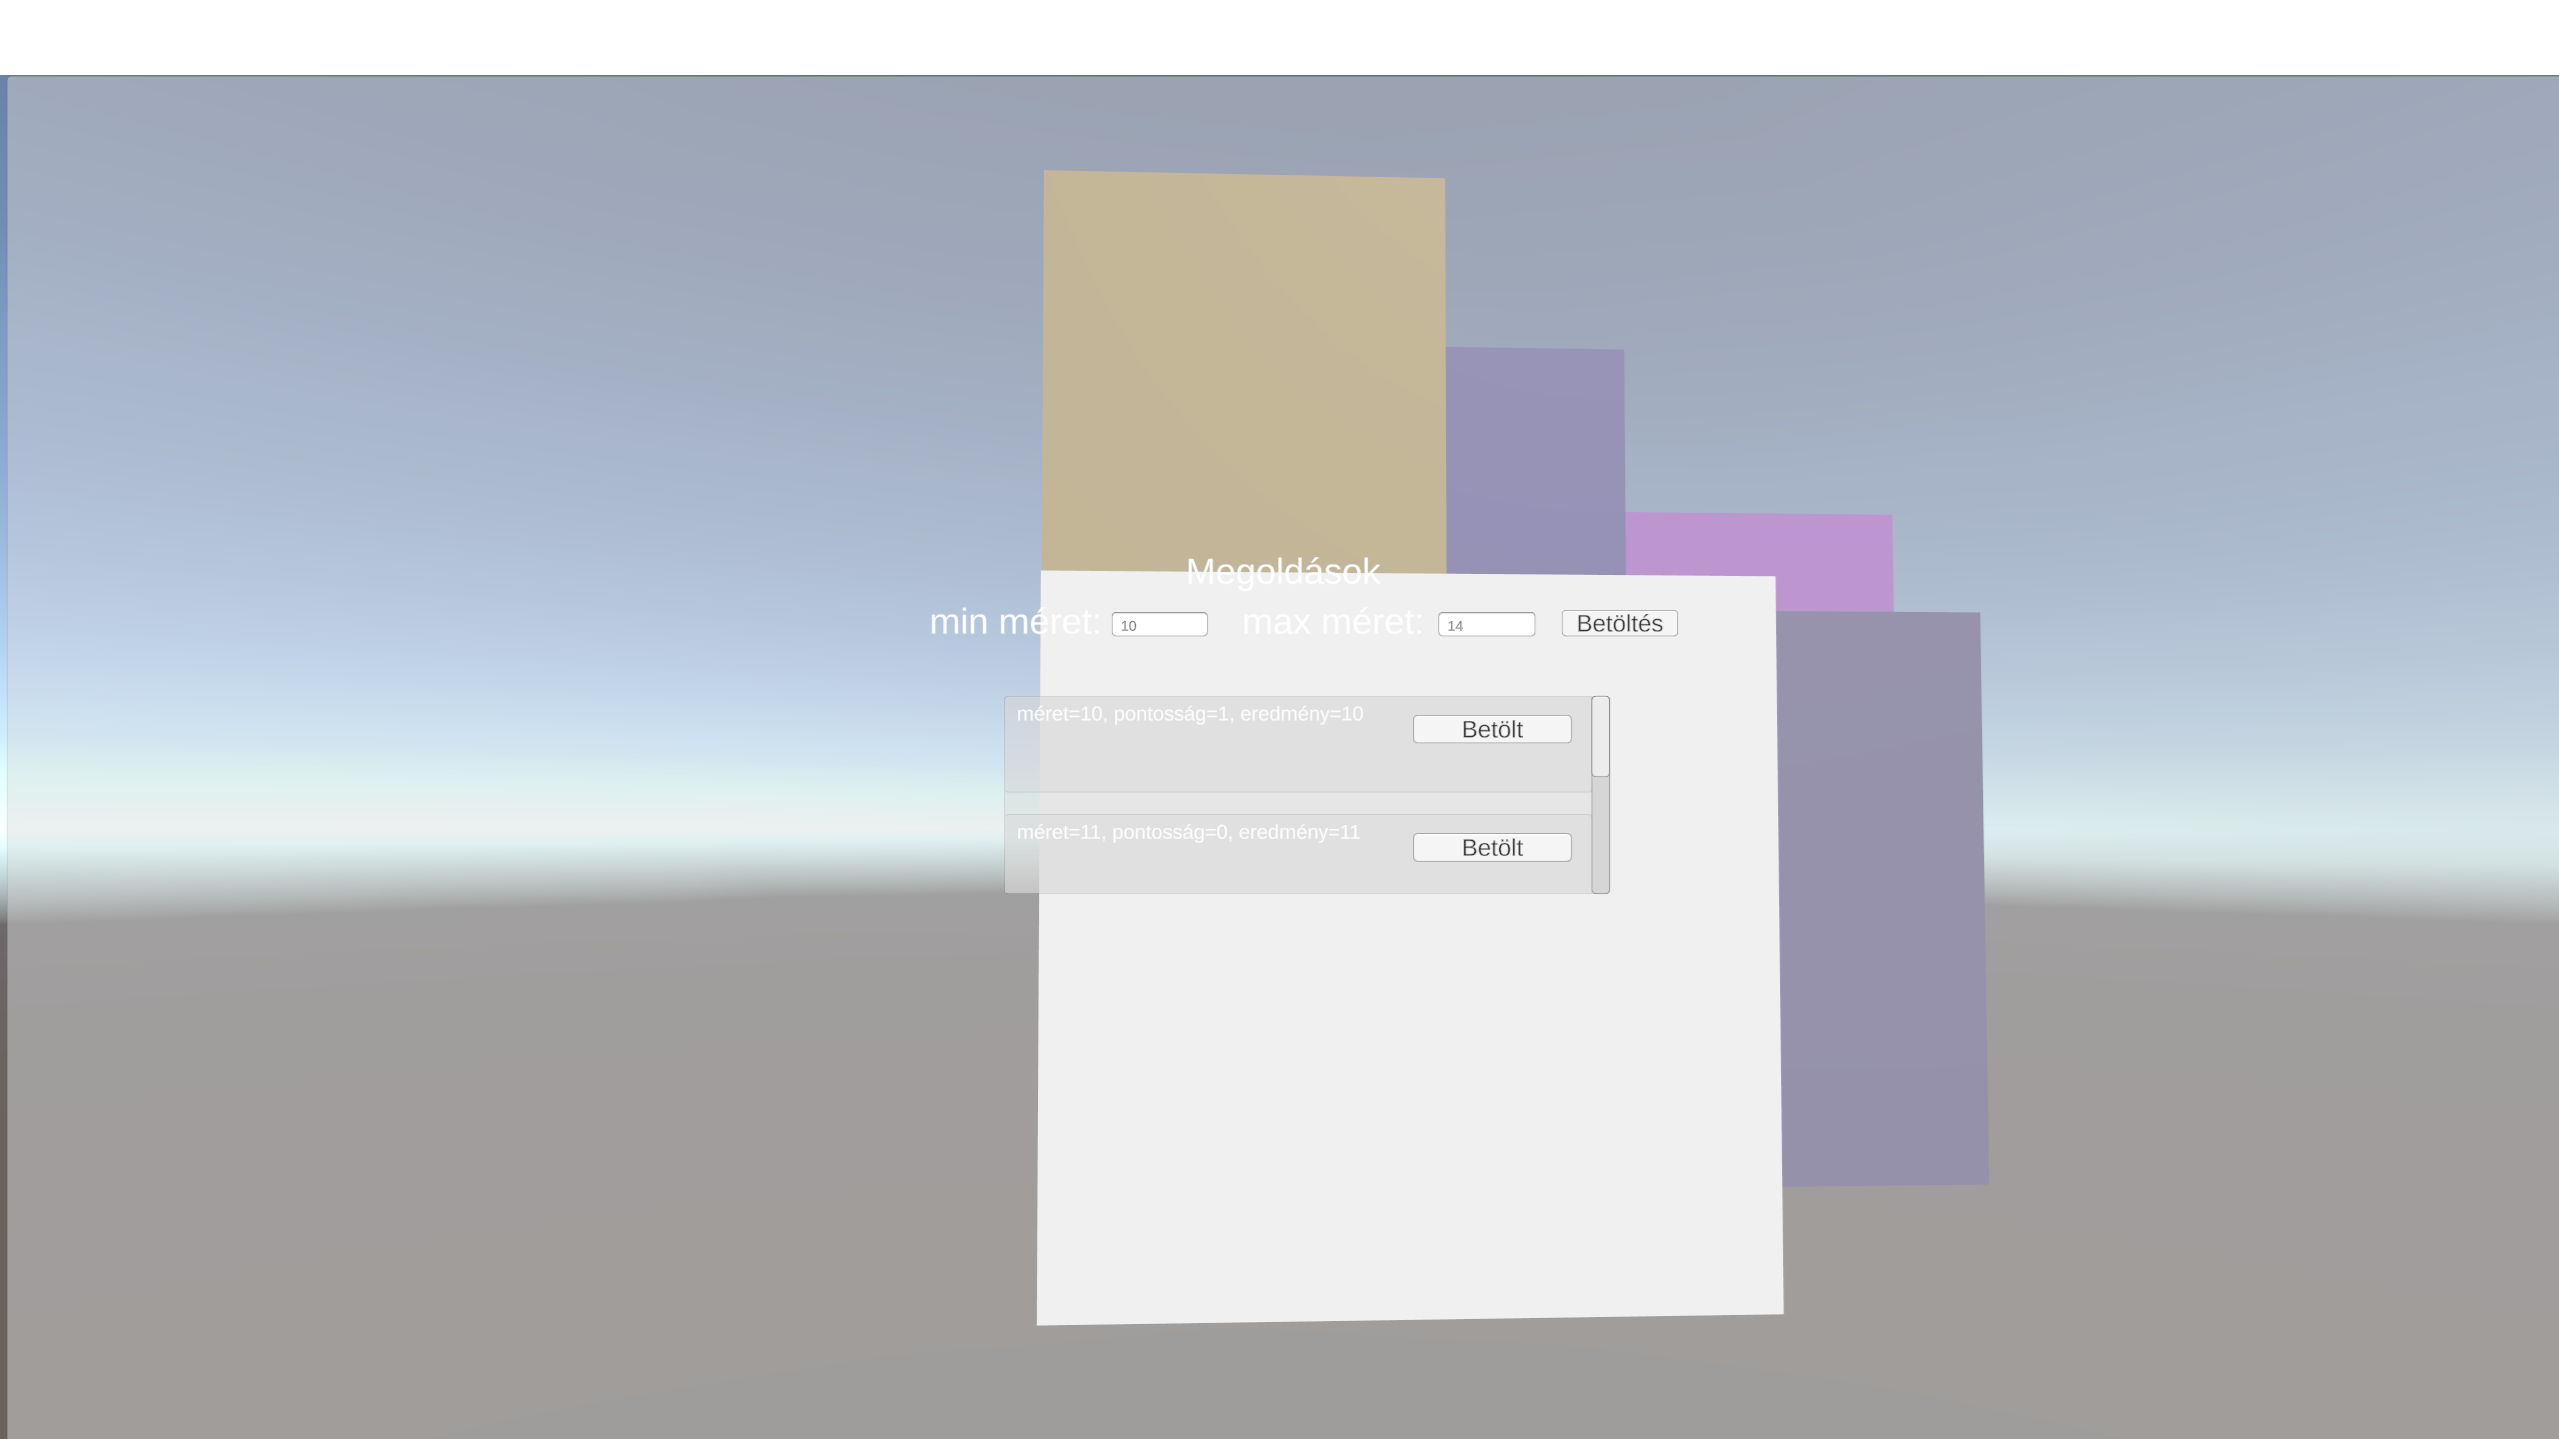 Megoldások
min méret: 10 max méret: 14 Betöltés
méret=10, pontosság=1, eredmény=10 Betölt
méret=11, pontosság=0, eredmény=11 Betölt